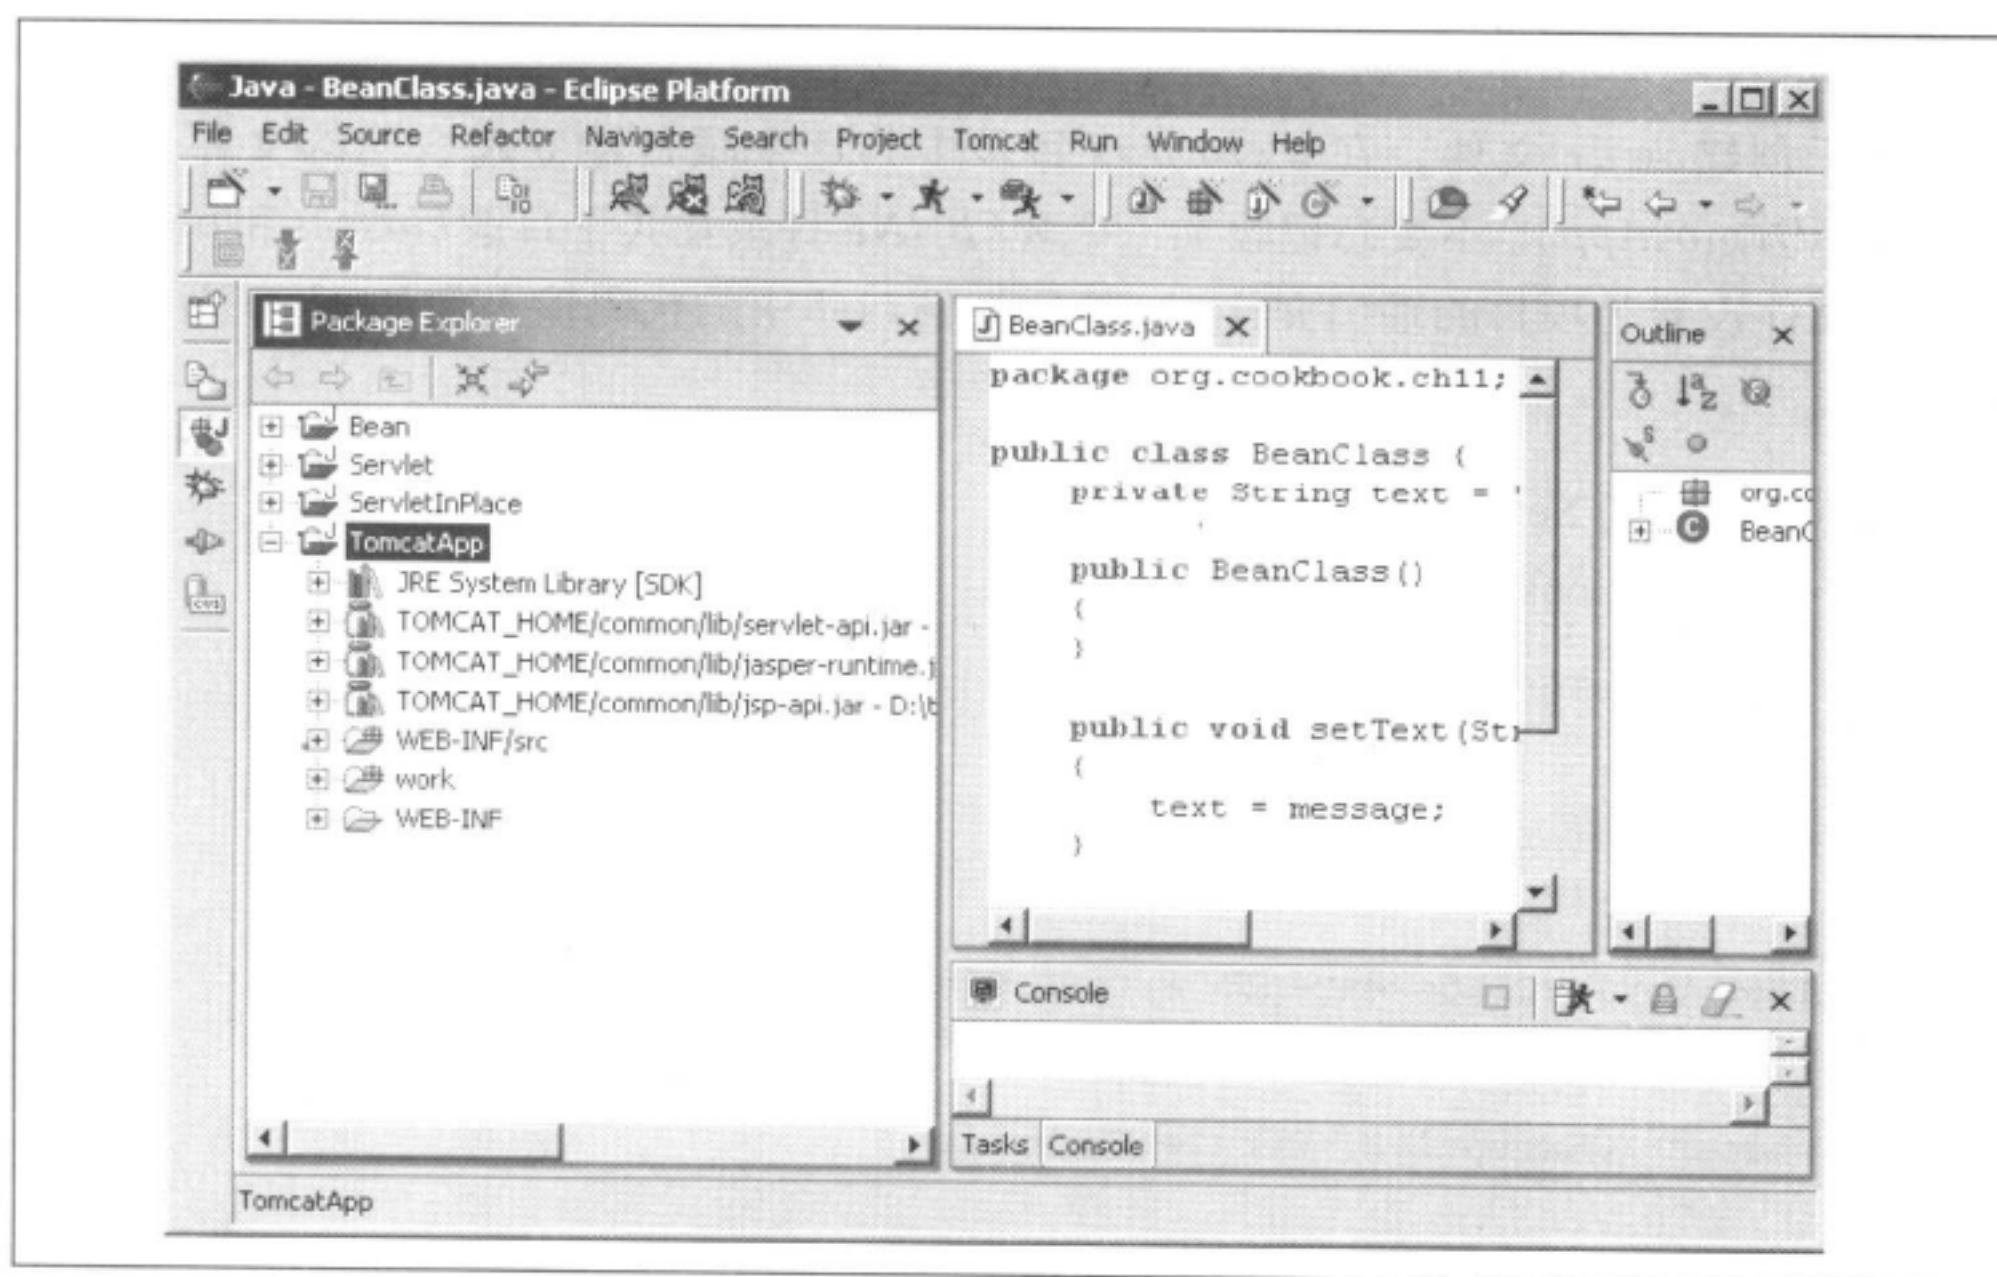 Java - BeanClass.java - Eclipse Platform
File Edit Source Refactor Navigate Search Project Tomcat Run Window Help
Package Explorer
Bean
Servlet
ServletInPlace
TomcatApp
JRE System Library [SDK]
TOMCAT_HOME/common/lib/servlet-api.jar -
TOMCAT_HOME/common/lib/jasper-runtime.j
TOMCAT_HOME/common/lib/jsp-api.jar - D:\t
WEB-INF/src
work
WEB-INF
BeanClass.java
package org.cookbook.ch11;
public class BeanClass {
private String text = '
public BeanClass()
{
}
public void setText(Str
{
text = message;
}
Outline
org.co
BeanC
Console
Tasks Console
TomcatApp